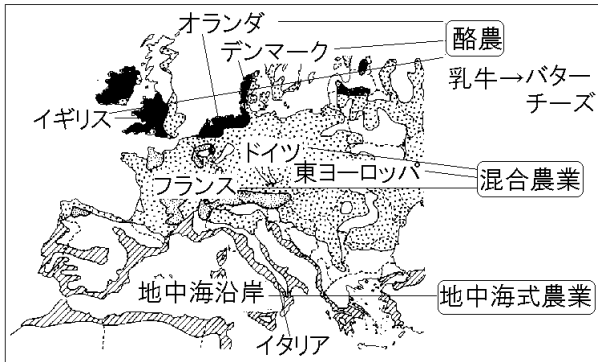 オランダ
デンマーク
酪農
乳牛→バター
チーズ
イギリス
ドイツ
東ヨーロッパ
フランス
混合農業
地中海沿岸
地中海式農業
イタリア